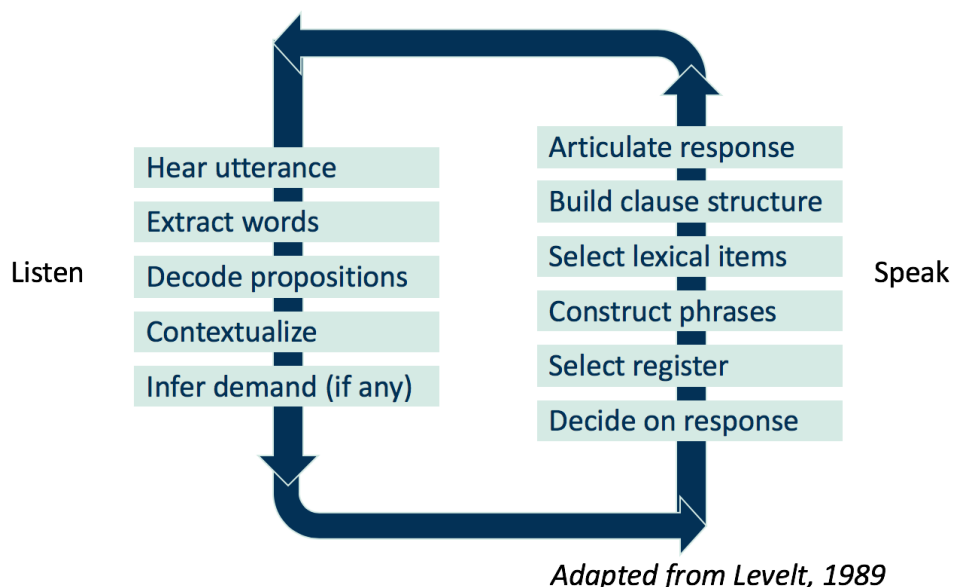 Listen
Hear utterance
Extract words
Decode propositions
Contextualize
Infer demand (if any)
Articulate response
Build clause structure
Select lexical items
Construct phrases
Select register
Decide on response
Speak
Adapted from Levelt, 1989